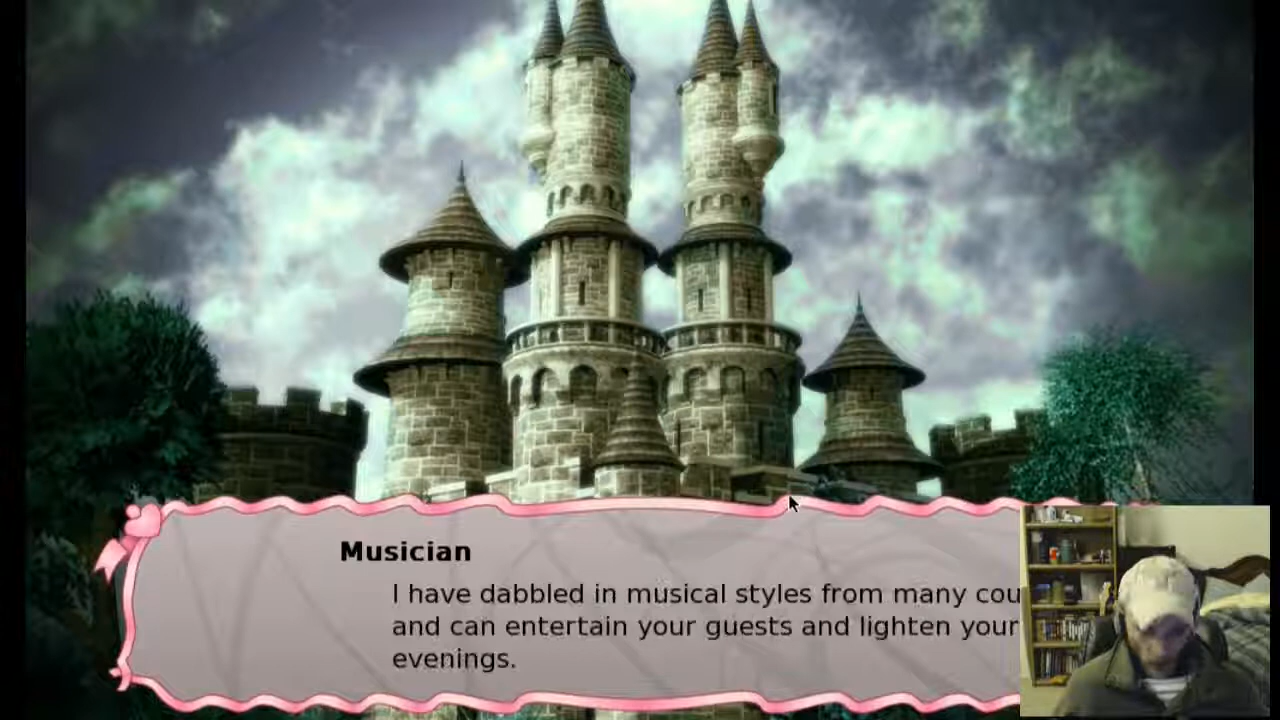 Musician
I have dabbled in musical styles from many cou
and can entertain your guests and lighten your
evenings.